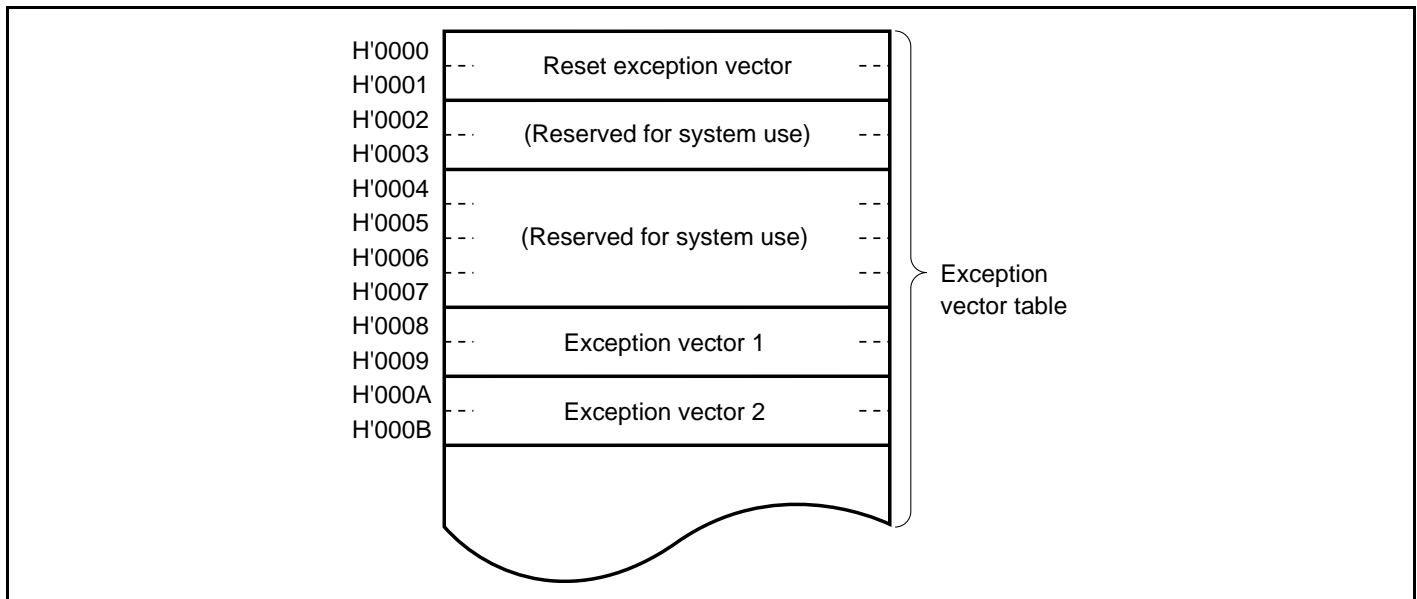 H'0000
Reset exception vector
H'0001
H'0002
(Reserved for system use)
H'0003
H'0004
H'0005
(Reserved for system use)
H'0006
H'0007
Exception
vector table
H'0008
Exception vector 1
H'0009
H'000A
Exception vector 2
H'000B